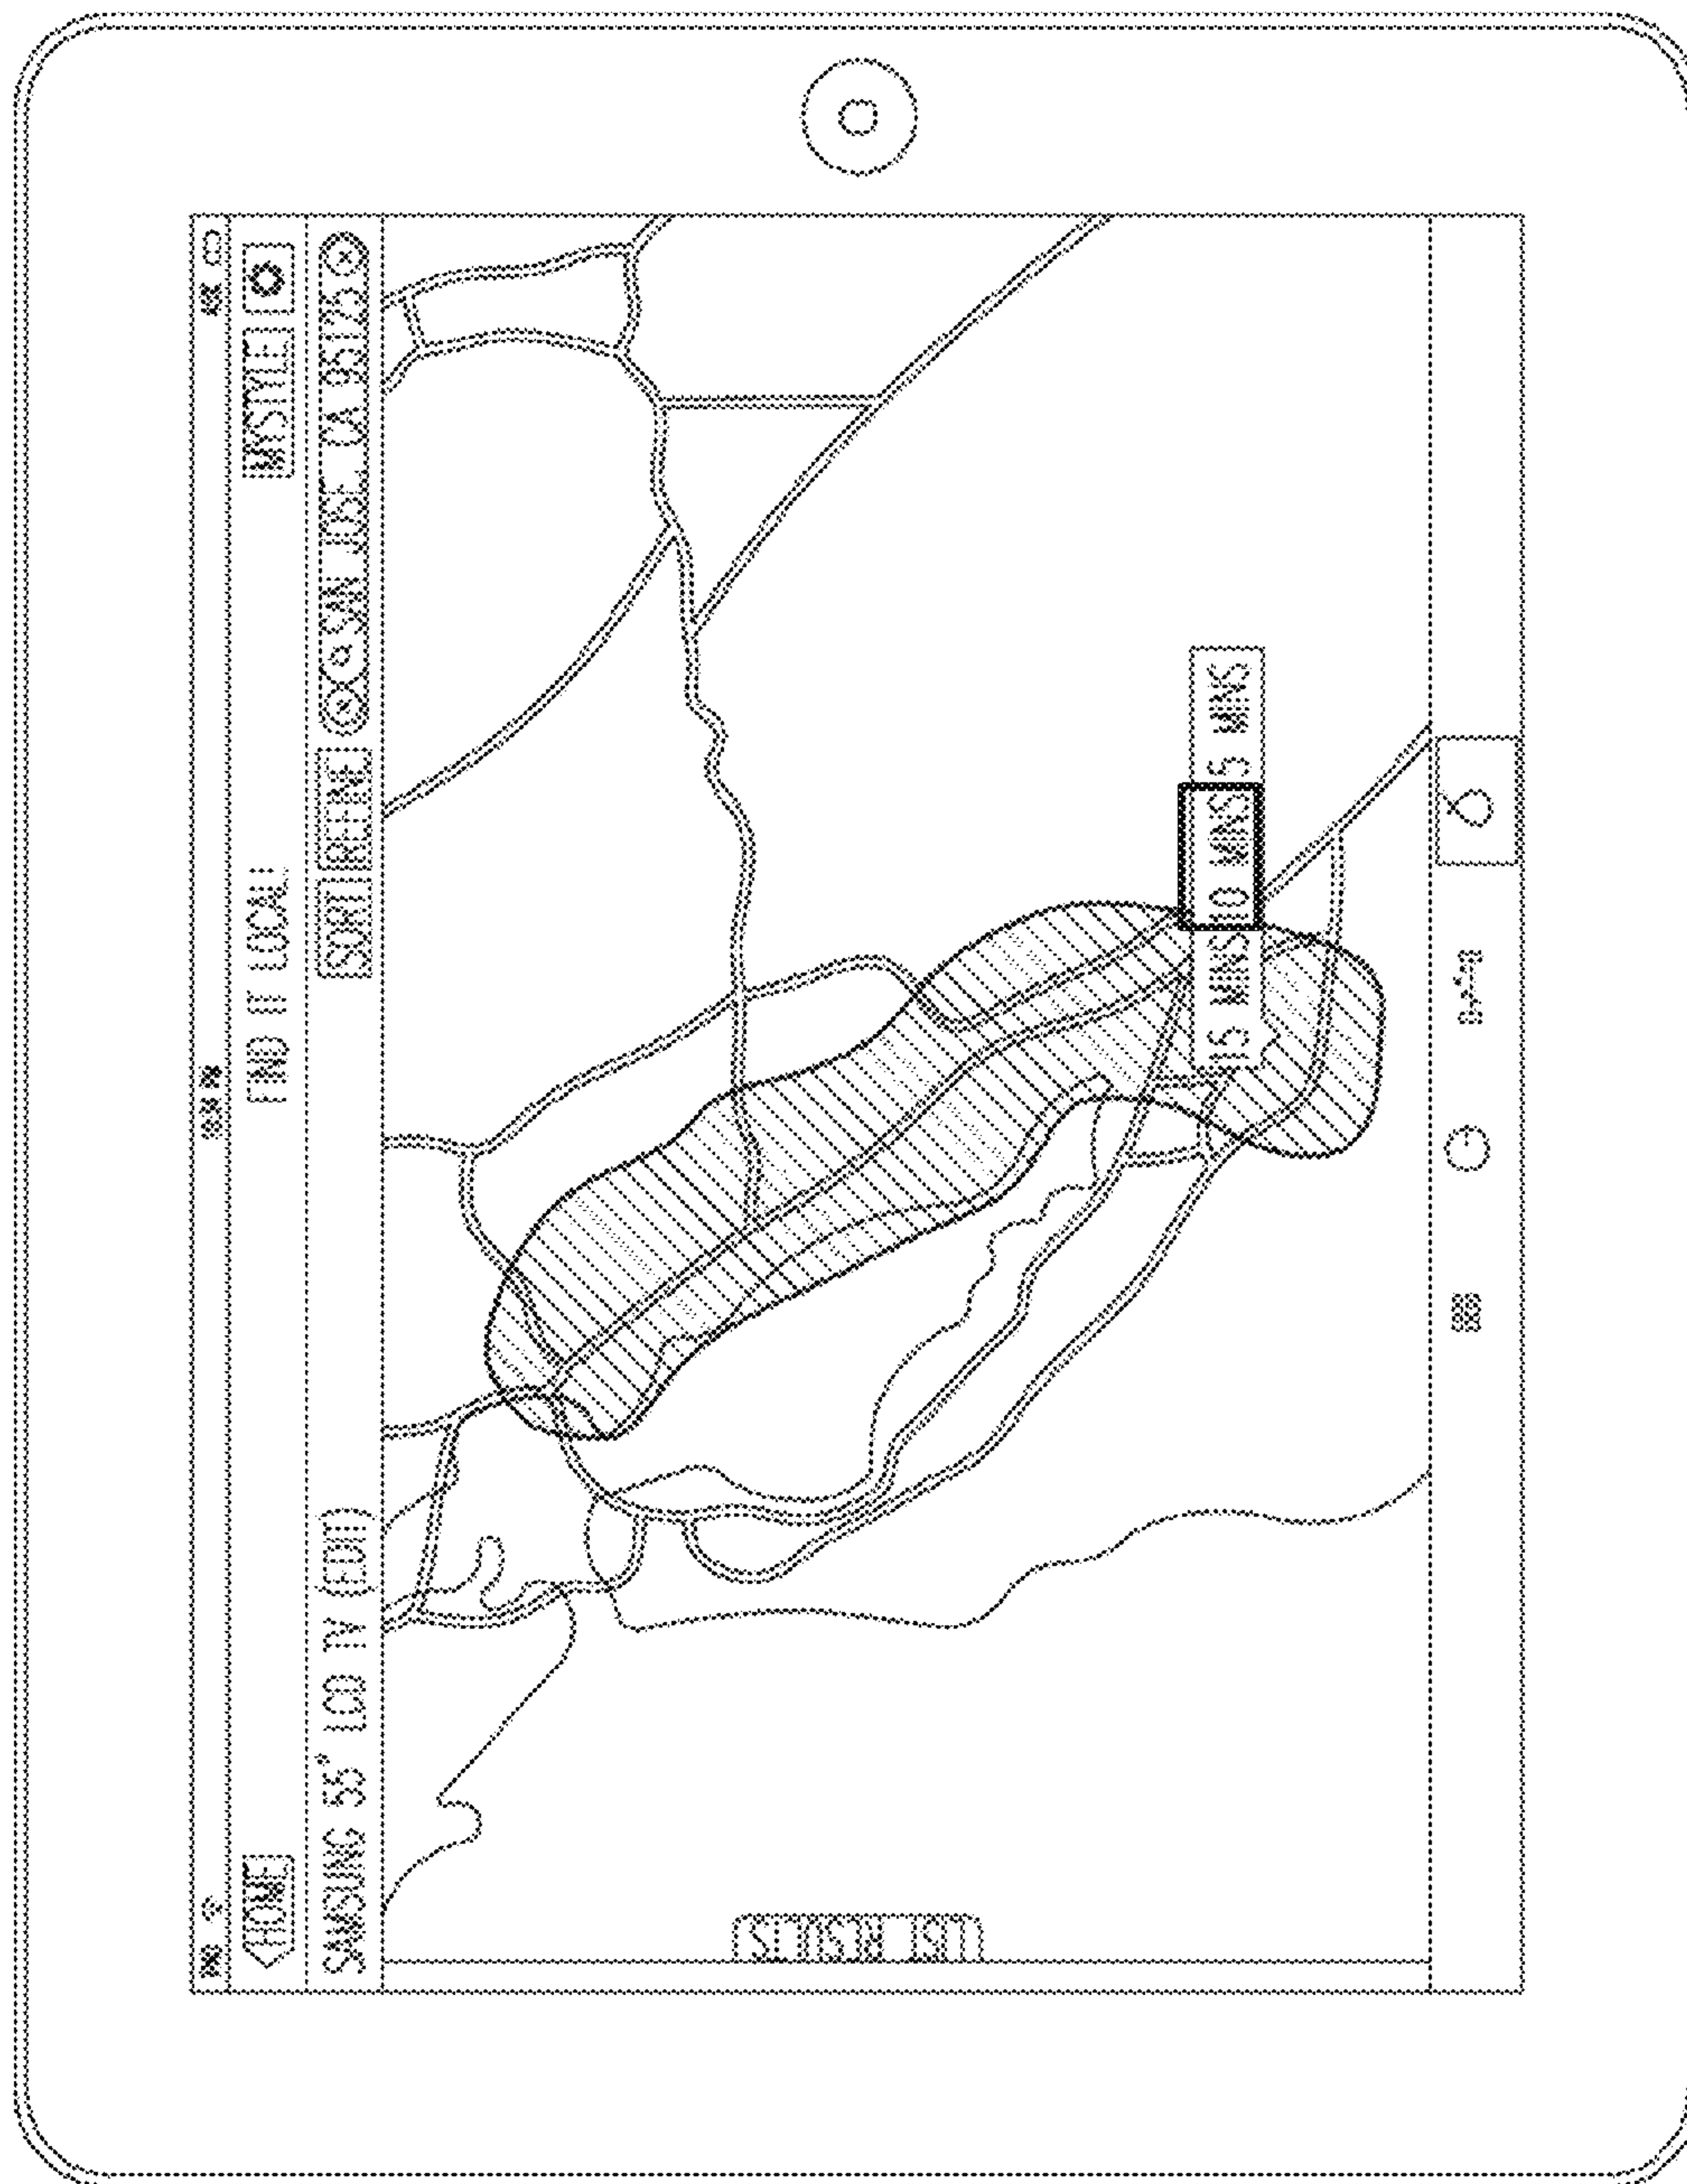 HOME FIND IT LOCAL MYSTYLE
SAMSUNG 55" LCD TV (EDIT) SORT REFINE SAN JOSE, CA 95125
LIST RESULTS
15 MINS 10 MINS 5 MINS